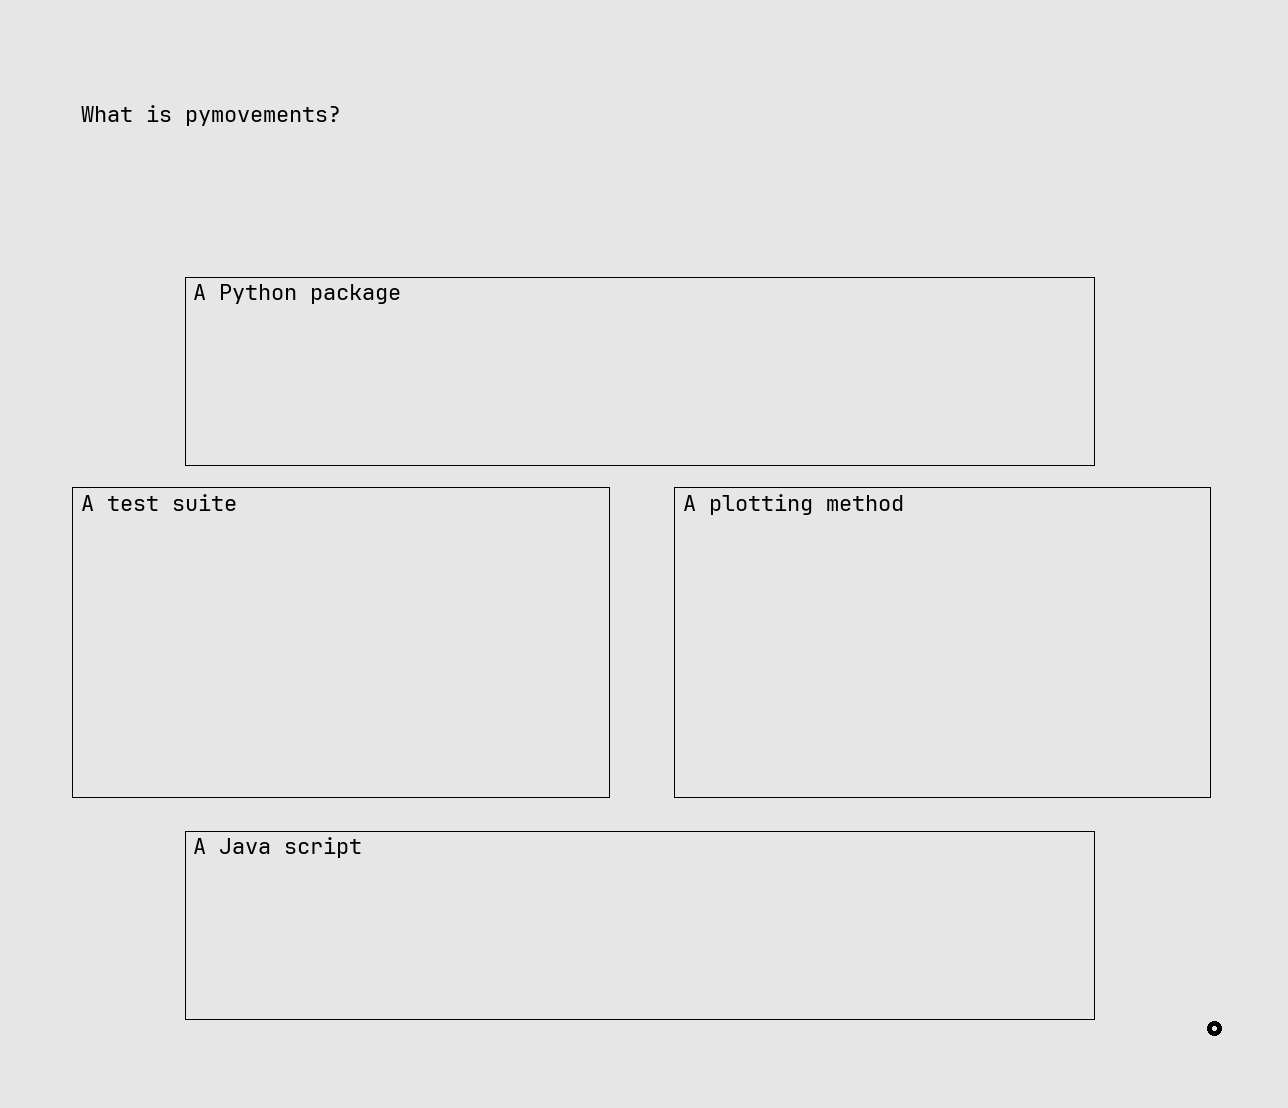 What is pymovements?
A Python package
A test suite
A plotting method
A Java script